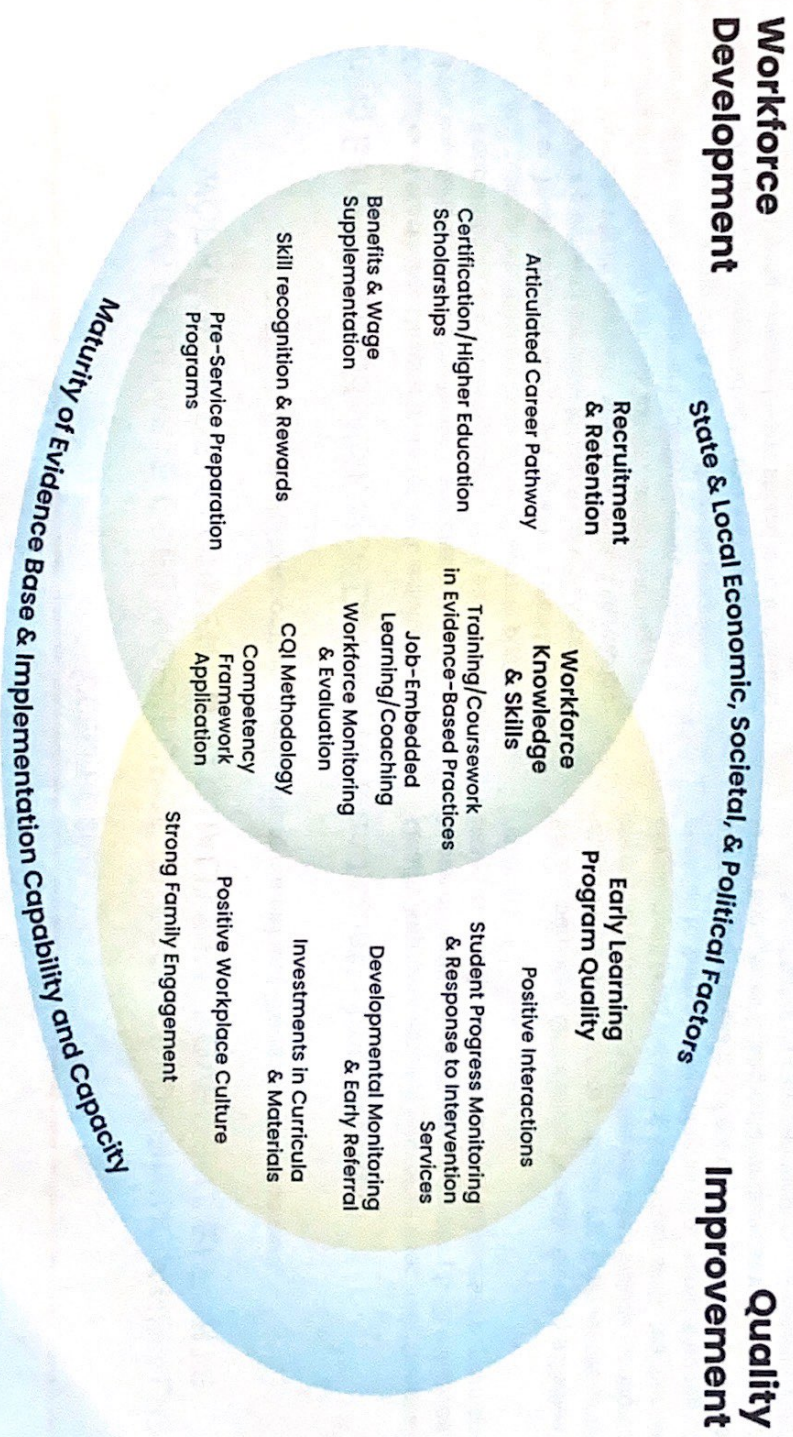 Workforce
Development
Quality
Improvement
State & Local Economic, Societal, & Political Factors
Recruitment
& Retention
Articulated Career Pathway
Certification/Higher Education
Scholarships
Benefits & Wage
Supplementation
Skill recognition & Rewards
Pre-Service Preparation
Programs
Workforce
Knowledge
& Skills
Training/Coursework
in Evidence-Based Practices
Job-Embedded
Learning/Coaching
Workforce Monitoring
& Evaluation
CQI Methodology
Competency
Framework
Application
Early Learning
Program Quality
Positive Interactions
Student Progress Monitoring
& Response to Intervention
Services
Developmental Monitoring
& Early Referral
Investments in Curricula
& Materials
Positive Workplace Culture
Strong Family Engagement
Maturity of Evidence Base & Implementation Capability and Capacity